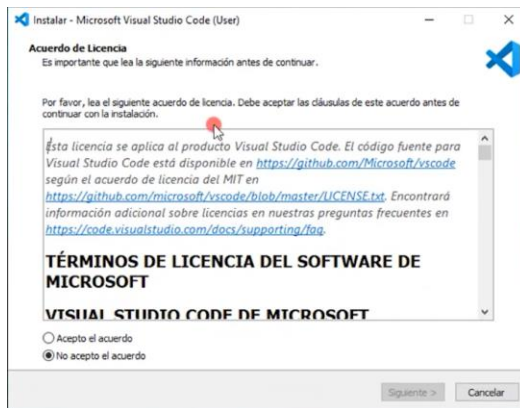 Instalar - Microsoft Visual Studio Code (User)
Acuerdo de Licencia
Es importante que lea la siguiente información antes de continuar.
Por favor, lea el siguiente acuerdo de licencia. Debe aceptar las cláusulas de este acuerdo antes de
continuar con la instalación.
Esta licencia se aplica al producto Visual Studio Code. El código fuente para
Visual Studio Code está disponible en https://github.com/Microsoft/vscode
según el acuerdo de licencia del MIT en
https://github.com/microsoft/vscode/blob/master/LICENSE.txt. Encontrará
información adicional sobre licencias en nuestras preguntas frecuentes en
https://code.visualstudio.com/docs/supporting/faq.
TÉRMINOS DE LICENCIA DEL SOFTWARE DE
MICROSOFT
VISUAL STUDIO CODE DE MICROSOFT
Acepto el acuerdo
No acepto el acuerdo
Siguiente >
Cancelar